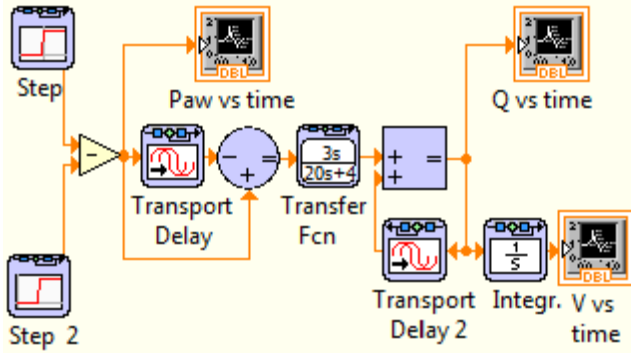 Step
DBL
Paw vs time
DBL
Q vs time
-
-
=
+
3s
20s+4
+
=
+
Transport
Delay
Transfer
Fcn
1
s
DBL
Step 2
Transport
Delay 2
Integr.
V vs
time